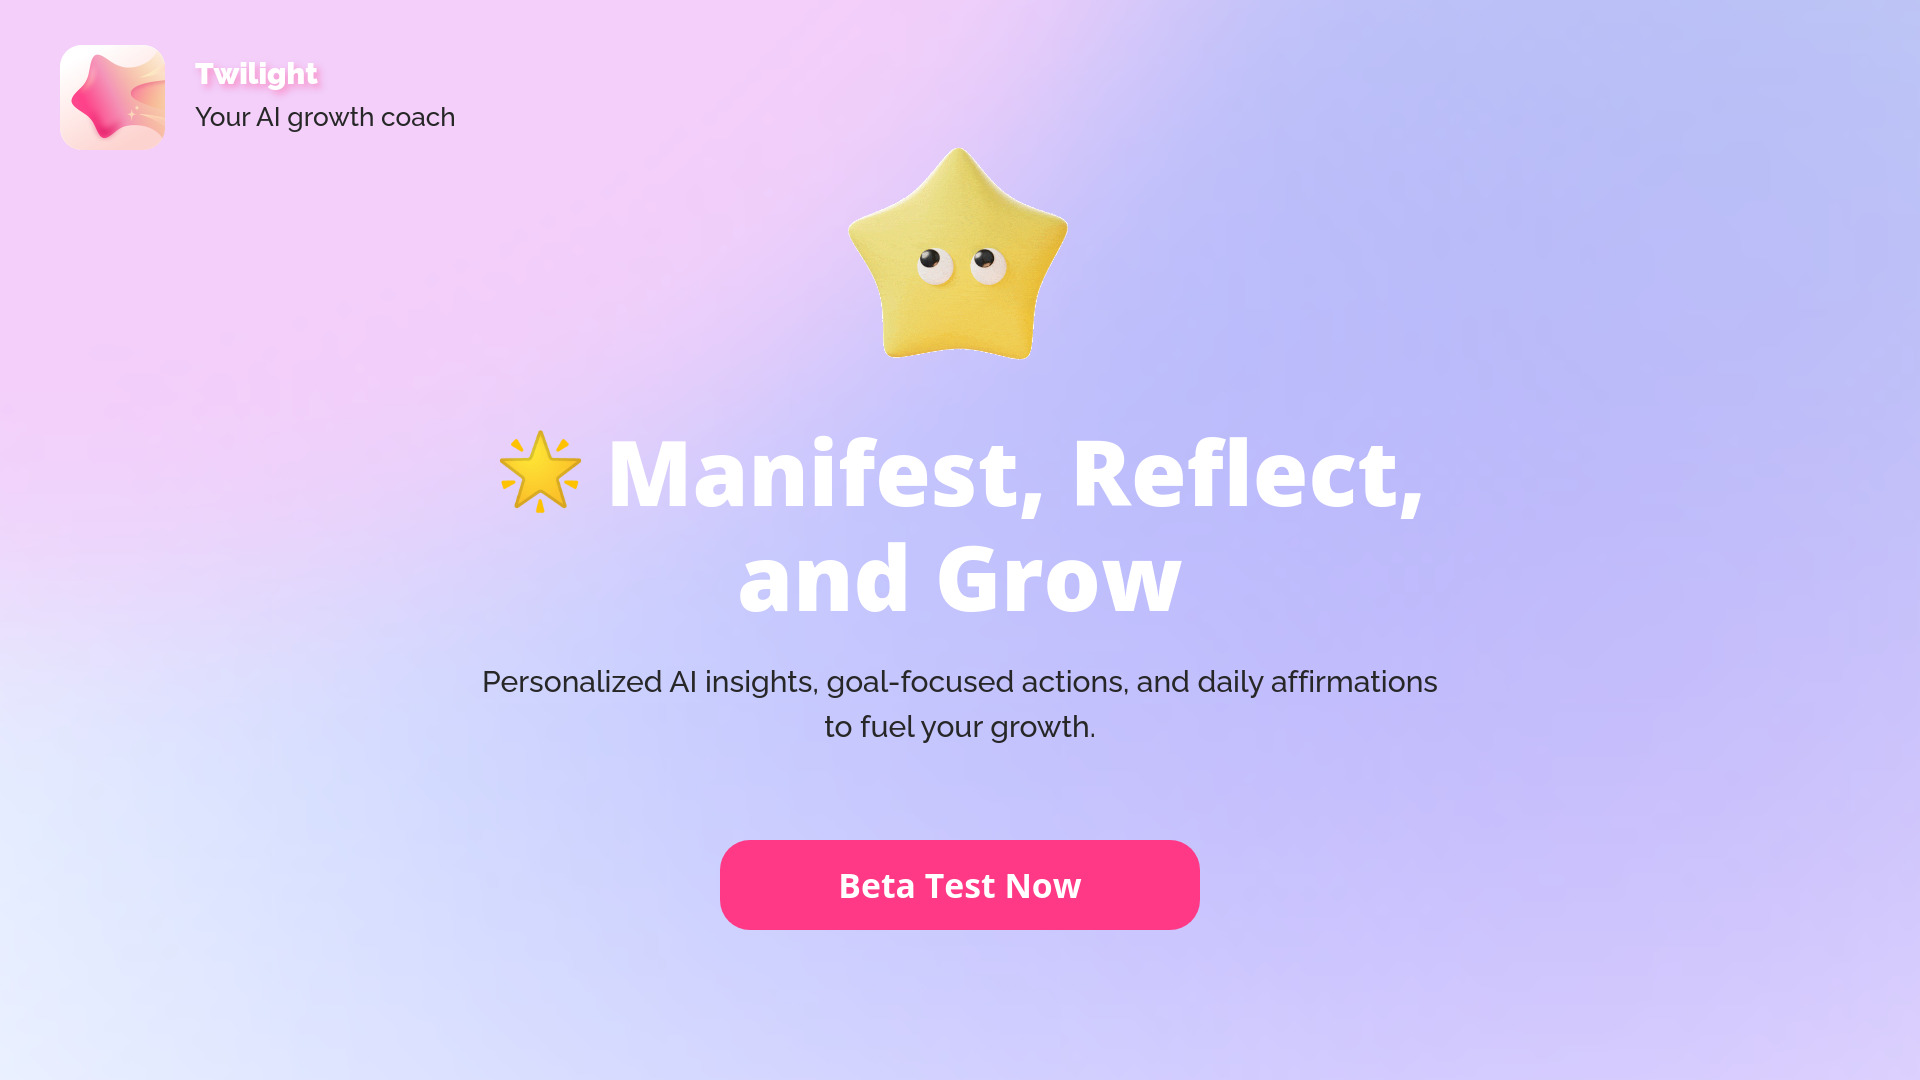 Twilight
Your AI growth coach
🌟 Manifest, Reflect,
and Grow
Personalized AI insights, goal-focused actions, and daily affirmations
to fuel your growth.
Beta Test Now